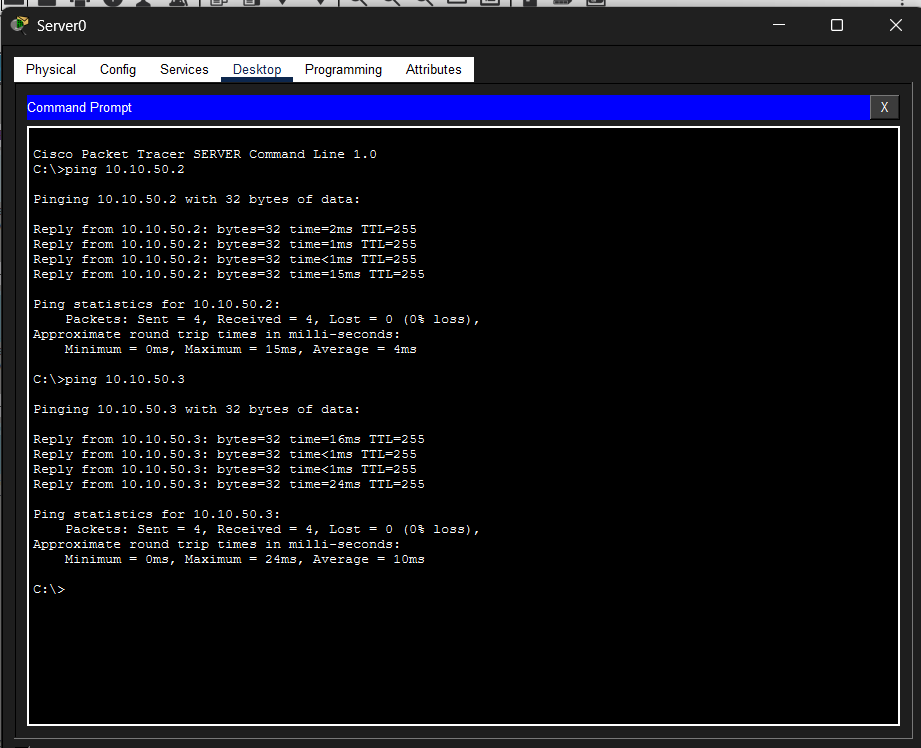 Server0
Physical Config Services Desktop Programming Attributes
Command Prompt
X
Cisco Packet Tracer SERVER Command Line 1.0
C:\>ping 10.10.50.2

Pinging 10.10.50.2 with 32 bytes of data:

Reply from 10.10.50.2: bytes=32 time=2ms TTL=255
Reply from 10.10.50.2: bytes=32 time=1ms TTL=255
Reply from 10.10.50.2: bytes=32 time<1ms TTL=255
Reply from 10.10.50.2: bytes=32 time=15ms TTL=255

Ping statistics for 10.10.50.2:
    Packets: Sent = 4, Received = 4, Lost = 0 (0% loss),
Approximate round trip times in milli-seconds:
    Minimum = 0ms, Maximum = 15ms, Average = 4ms

C:\>ping 10.10.50.3

Pinging 10.10.50.3 with 32 bytes of data:

Reply from 10.10.50.3: bytes=32 time=16ms TTL=255
Reply from 10.10.50.3: bytes=32 time<1ms TTL=255
Reply from 10.10.50.3: bytes=32 time<1ms TTL=255
Reply from 10.10.50.3: bytes=32 time=24ms TTL=255

Ping statistics for 10.10.50.3:
    Packets: Sent = 4, Received = 4, Lost = 0 (0% loss),
Approximate round trip times in milli-seconds:
    Minimum = 0ms, Maximum = 24ms, Average = 10ms

C:\>